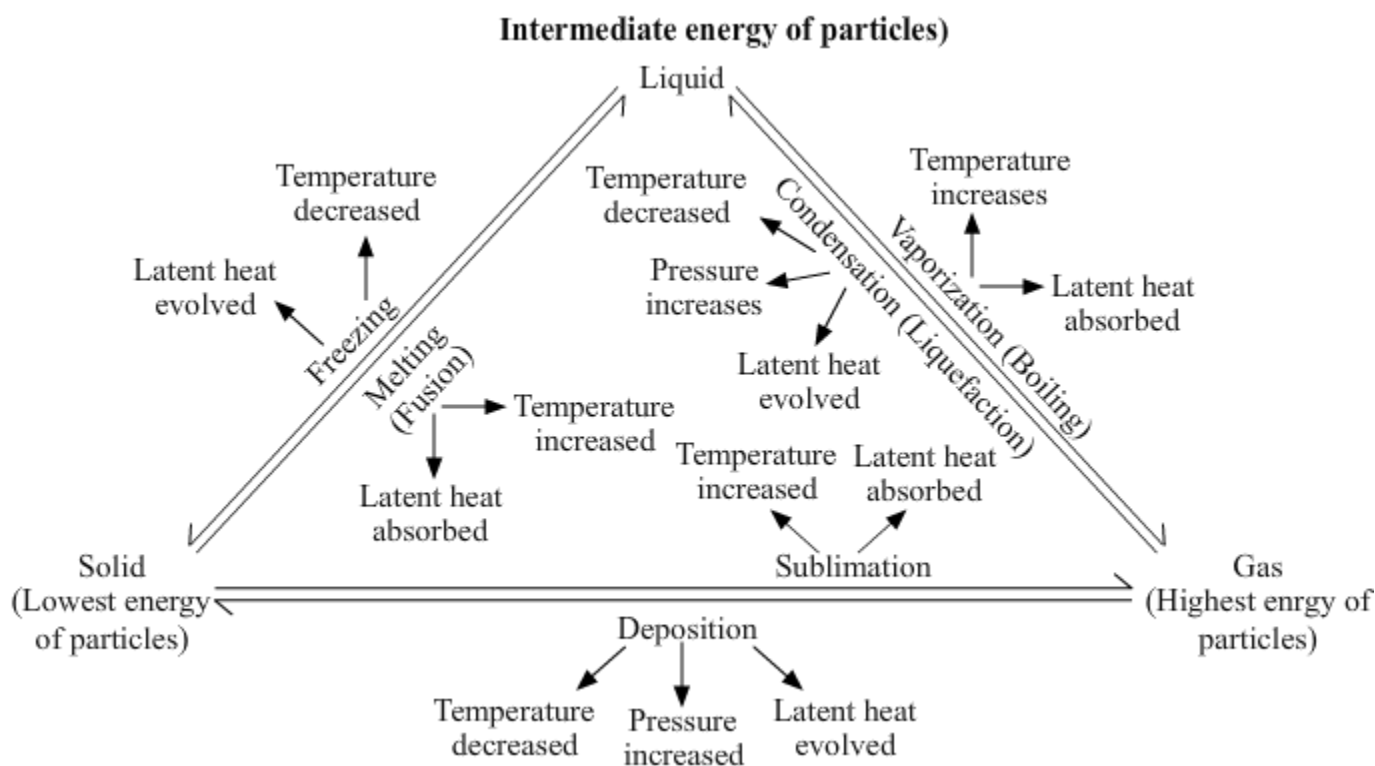 Intermediate energy of particles)
Liquid
Temperature
decreased
Latent heat
evolved
Freezing
Melting
(Fusion)
Temperature
increased
Latent heat
absorbed
Temperature
decreased
Pressure
increases
Latent heat
evolved
Condensation (Liquefaction)
Vaporization (Boiling)
Temperature
increases
Latent heat
absorbed
Temperature
increased
Latent heat
absorbed
Sublimation
Solid
(Lowest energy
of particles)
Gas
(Highest enrgy of
particles)
Deposition
Temperature
decreased
Pressure
increased
Latent heat
evolved